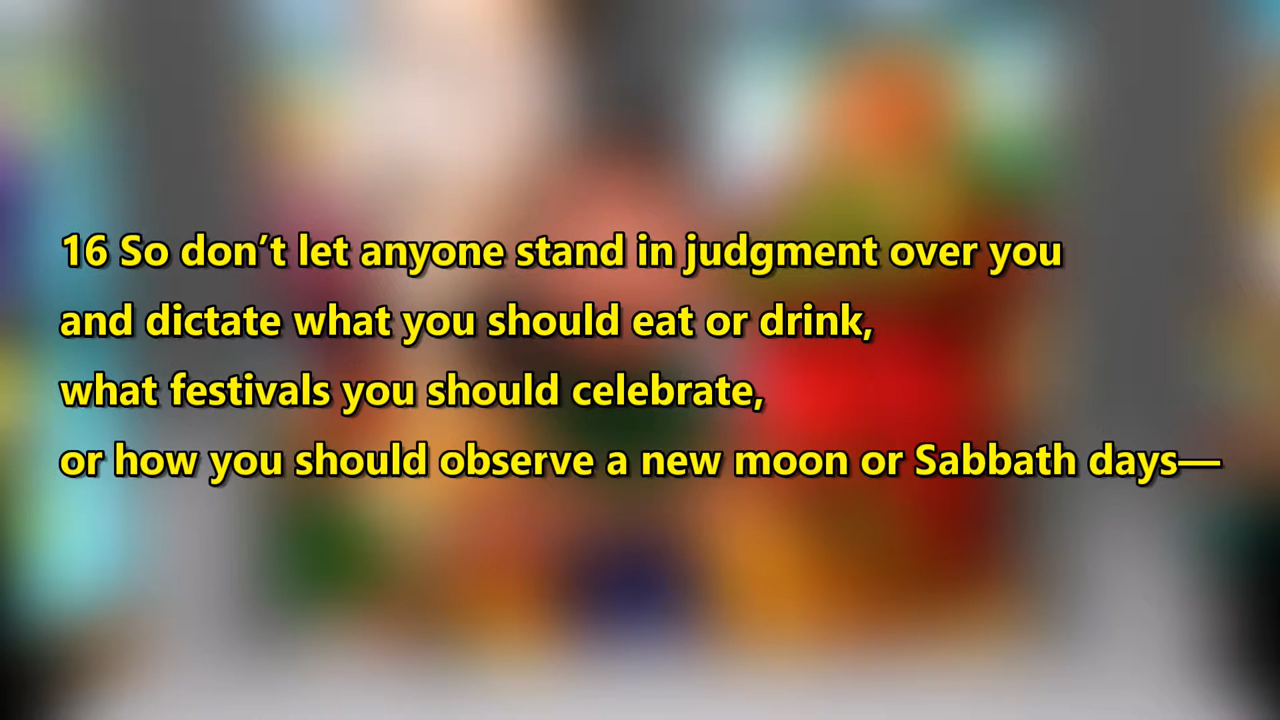 16 So don’t let anyone stand in judgment over you
and dictate what you should eat or drink,
what festivals you should celebrate,
or how you should observe a new moon or Sabbath days—